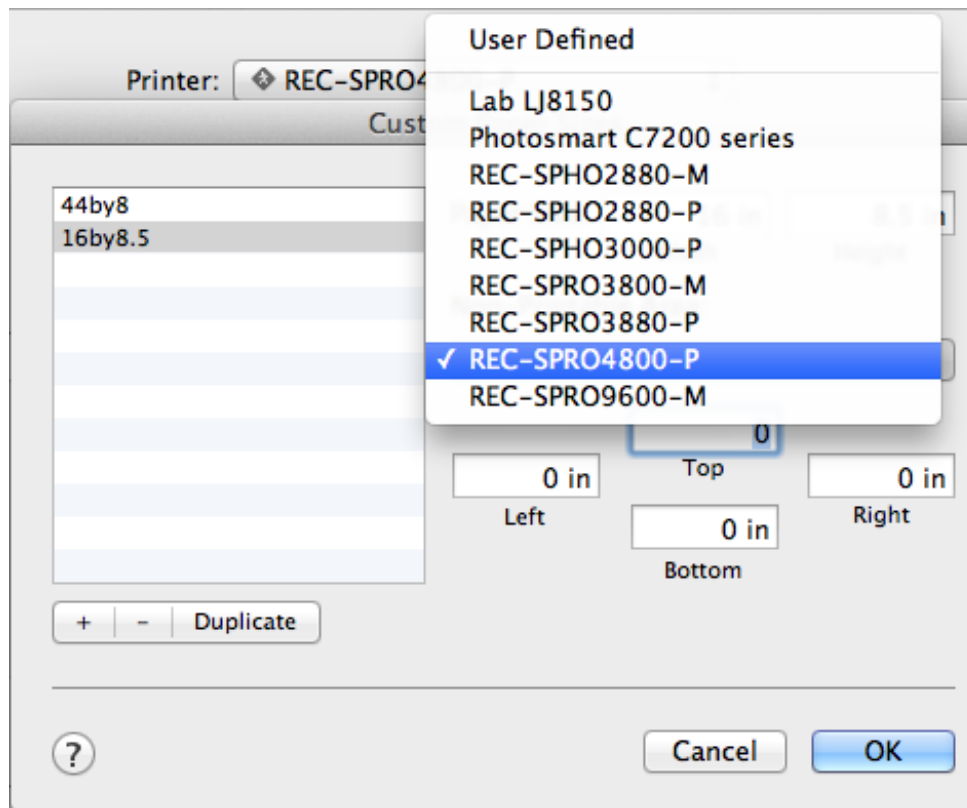 User Defined
Printer: REC-SPRO4
Cust
Lab LJ8150
Photosmart C7200 series
REC-SPHO2880-M
REC-SPHO2880-P
REC-SPHO3000-P
REC-SPRO3800-M
REC-SPRO3880-P
✓ REC-SPRO4800-P
REC-SPRO9600-M
44by8
16by8.5
0
Top
0 in
Left
0 in
Right
0 in
Bottom
+ - Duplicate
? Cancel OK